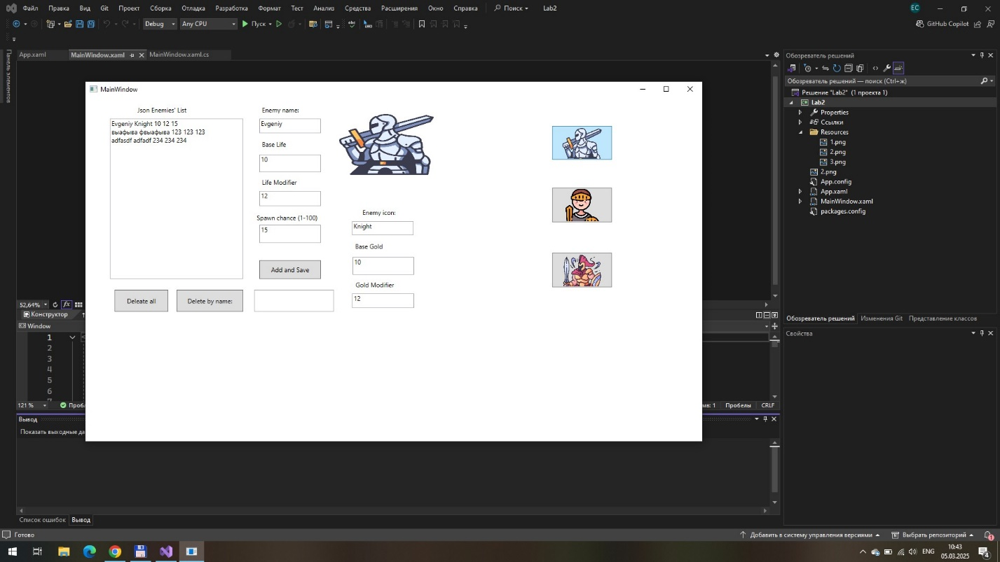 Файл Правка Вид Git Проект Сборка Отладка Разработка Формат Тест Анализ Средства Расширения Окно Справка Поиск Lab2 EC
Debug Any CPU Пуск GitHub Copilot
Панель элементов
App.xaml MainWindow.xaml MainWindow.xaml.cs
MainWindow
Json Enemies' List
Evgeniy Knight 10 12 15
выафыва фвыафыва 123 123 123
adfasdf adfadf 234 234 234
Deleate all
Delete by name:
Enemy name:
Evgeniy
Base Life
10
Life Modifier
12
Spawn chance (1-100)
15
Add and Save
Enemy icon:
Knight
Base Gold
10
Gold Modifier
12
52,64%
Конструктор
Window
1
2
3
4
5
6
7
121 %
Пробелы CRLF
Вывод
Показать выходные
Список ошибок Вывод
Обозреватель решений
Обозреватель решений — поиск (Ctrl+ж)
Решение "Lab2" (1 проекта 1)
Lab2
Properties
Ссылки
Resources
1.png
2.png
3.png
2.png
App.config
App.xaml
MainWindow.xaml
packages.config
Обозреватель решений Изменения Git Представление классов
Свойства
Готово
Добавить в систему управления версиями Выбрать репозиторий 1
ENG
10:43
05.03.2025
4